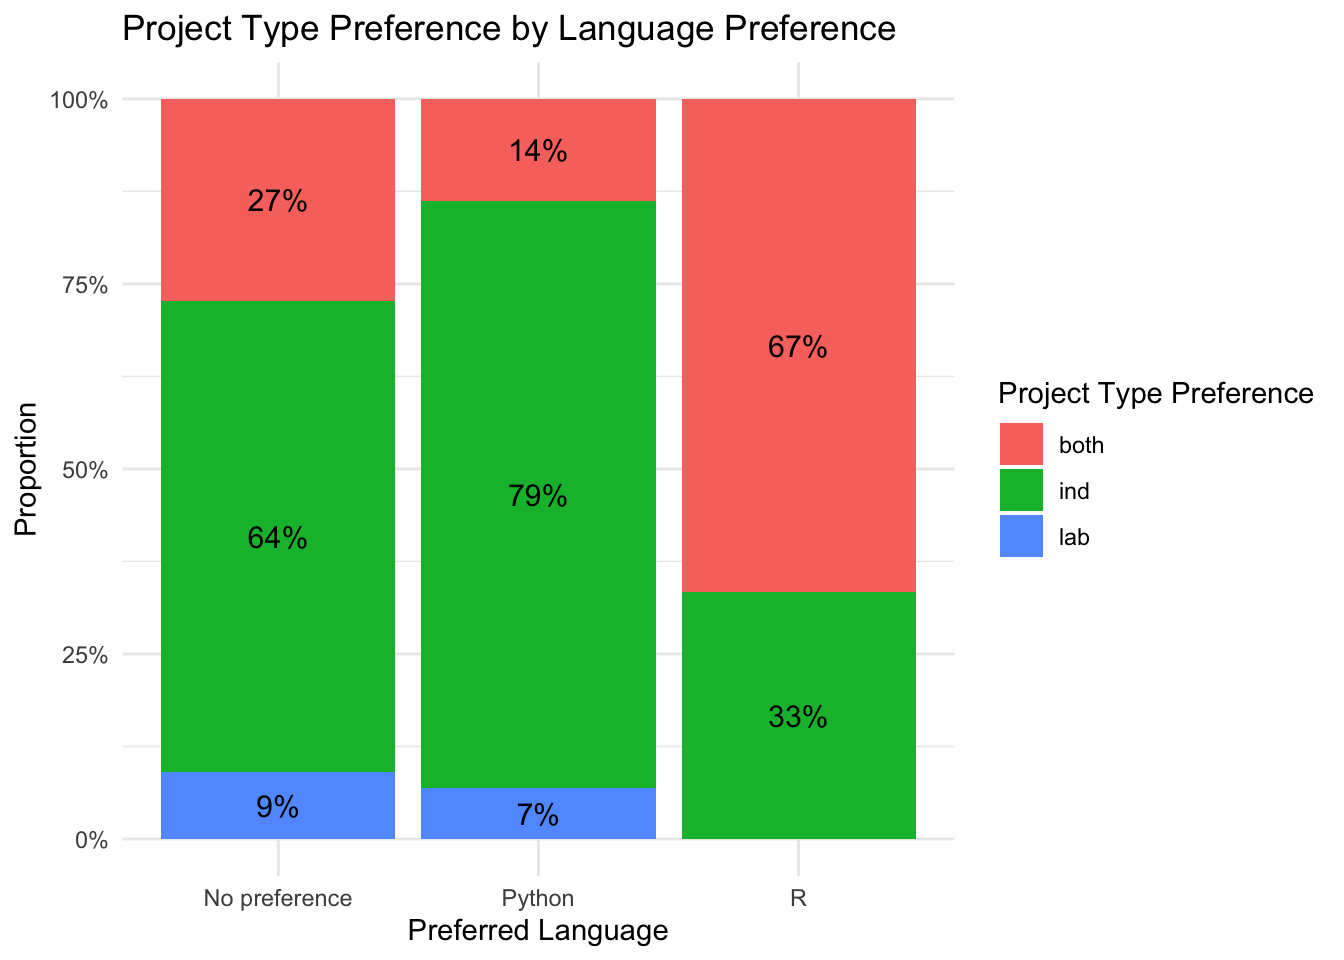 Project Type Preference by Language Preference
100%
75%
50%
25%
0%
Proportion
27%
64%
9%
14%
79%
7%
67%
33%
No preference
Python
R
Preferred Language
Project Type Preference
both
ind
lab